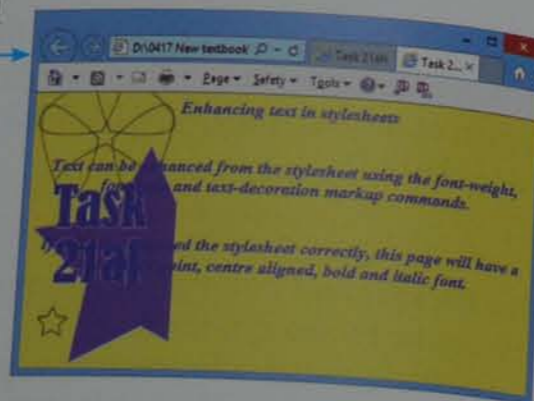 D:\0417 New textbook
Task 21ah
Task 2...
Page Safety Tools
Enhancing text in stylesheets
Text can be enhanced from the stylesheet using the font-weight,
and text-decoration markup commands.
the stylesheet correctly, this page will have a
point, centre aligned, bold and italic font.
Task